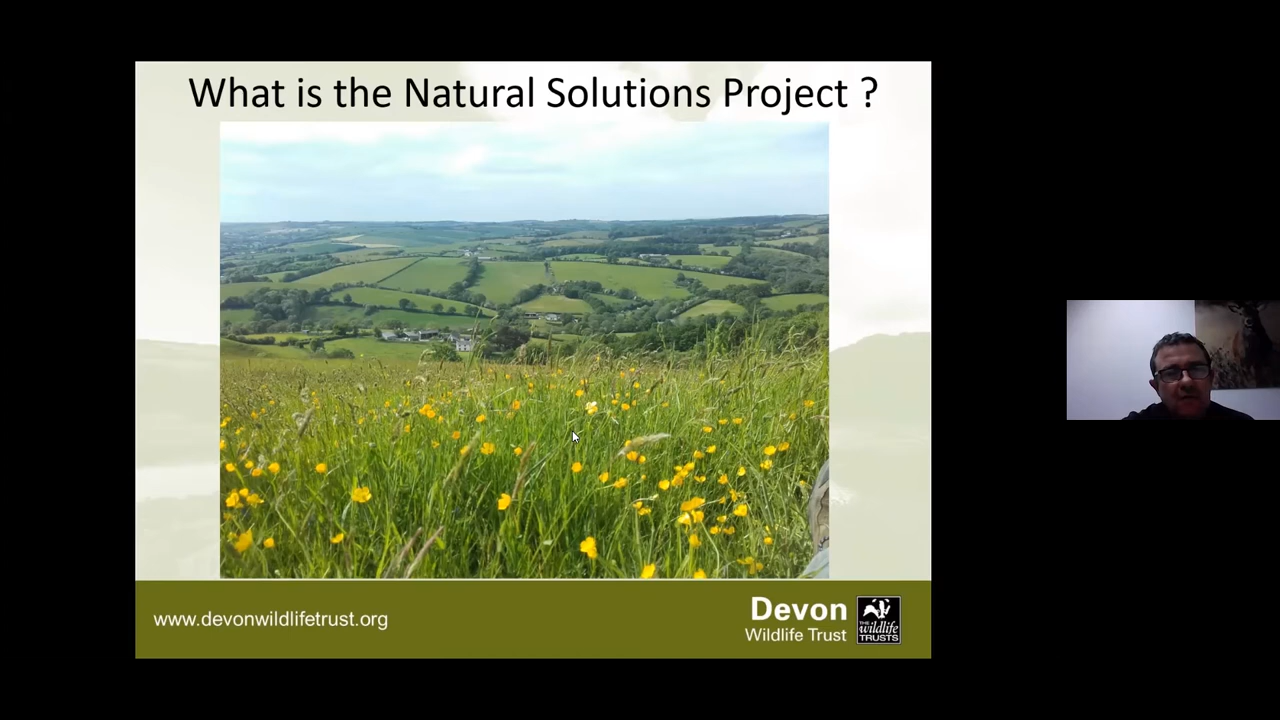 What is the Natural Solutions Project ?
www.devonwildlifetrust.org
Devon
Wildlife Trust
THE
wildlife
TRUSTS